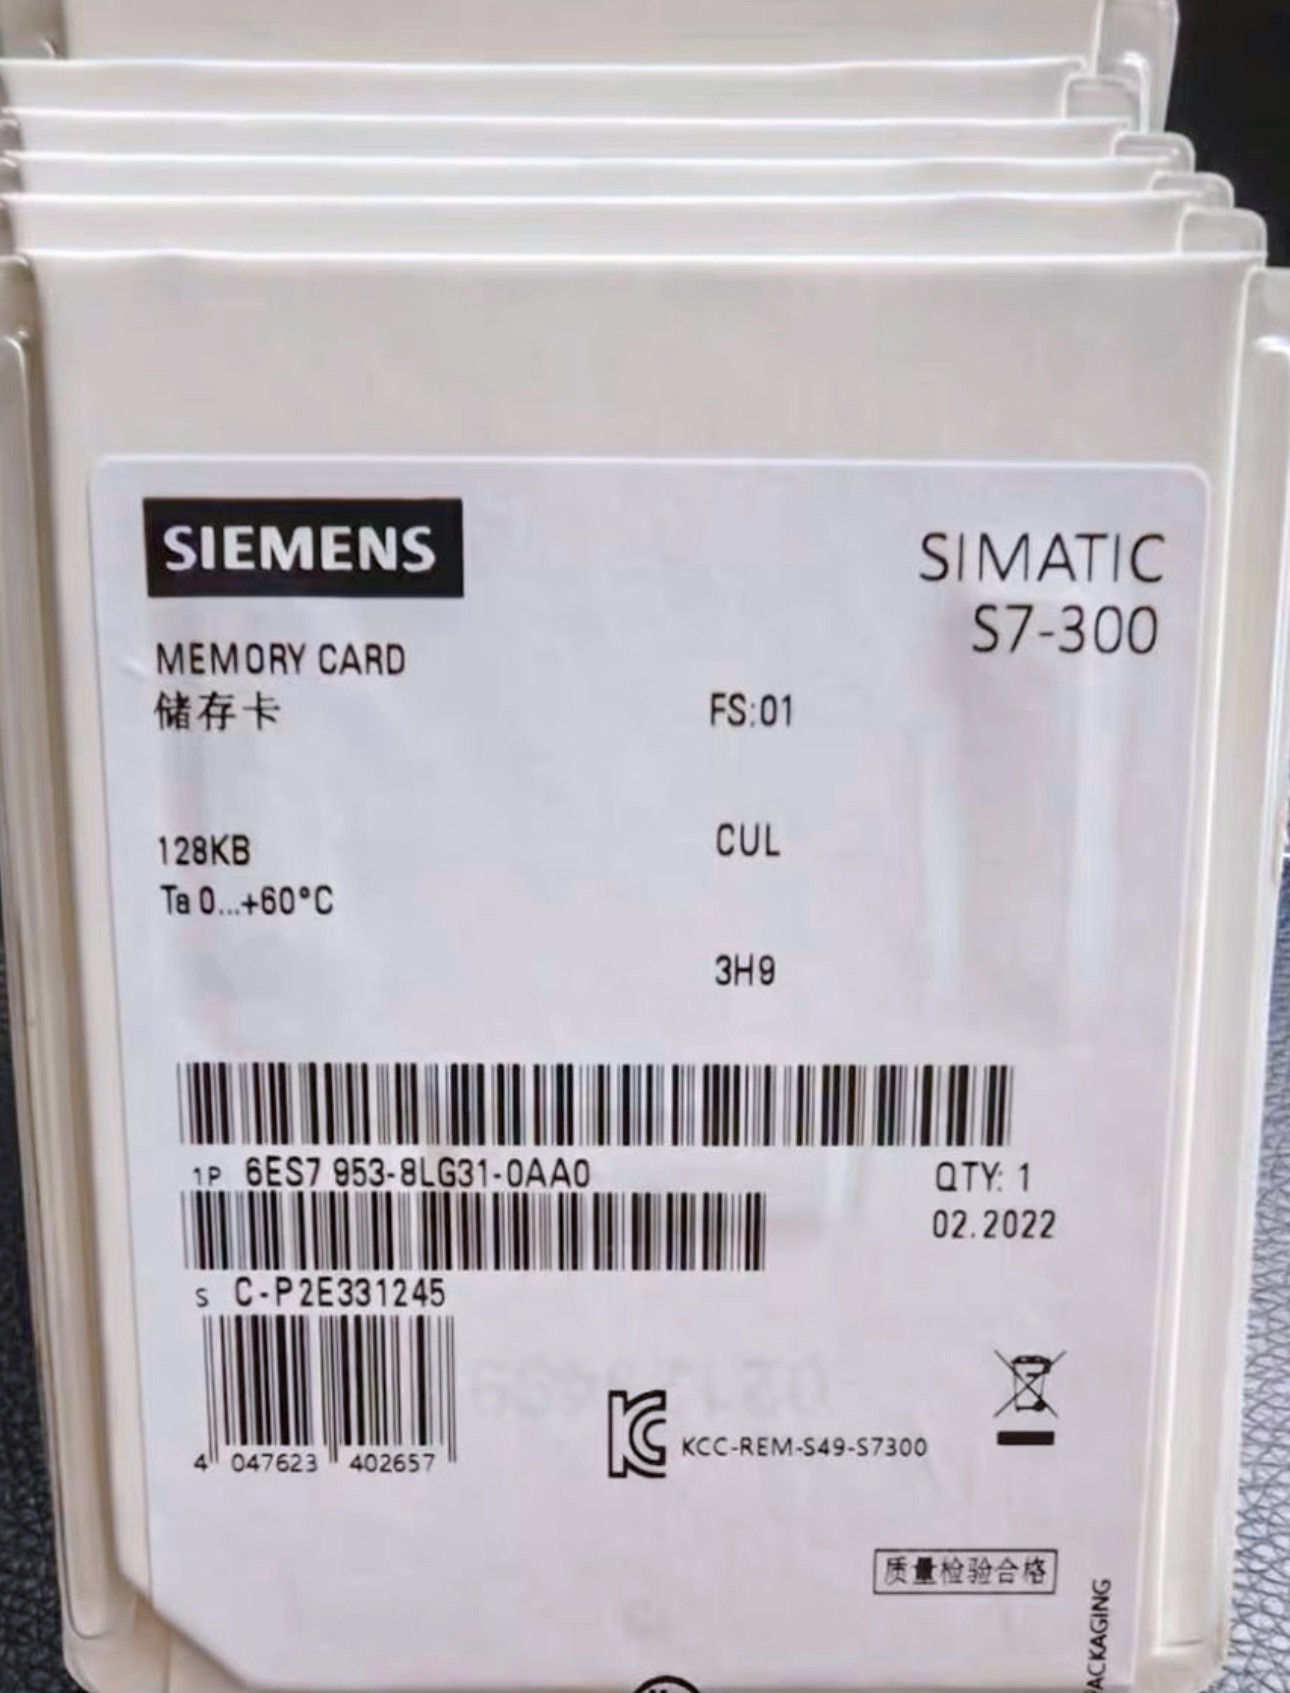 SIEMENS
SIMATIC
S7-300
MEMORY CARD
储存卡
FS:01
128KB
CUL
Ta 0...+60°C
3H9
1P 6ES7 953-8LG31-0AA0
QTY: 1
02.2022
S C-P2E331245
4 047623 402657
KCC-REM-S49-S7300
质量检验合格